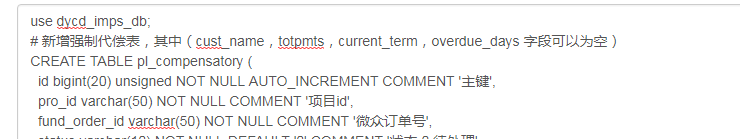 use dycd_imps_db;
# 新增强制代偿表，其中（cust_name，totpmts，current_term，overdue_days 字段可以为空）
CREATE TABLE pl_compensatory (
id bigint(20) unsigned NOT NULL AUTO_INCREMENT COMMENT '主键',
pro_id varchar(50) NOT NULL COMMENT '项目id',
fund_order_id varchar(50) NOT NULL COMMENT '微众订单号',